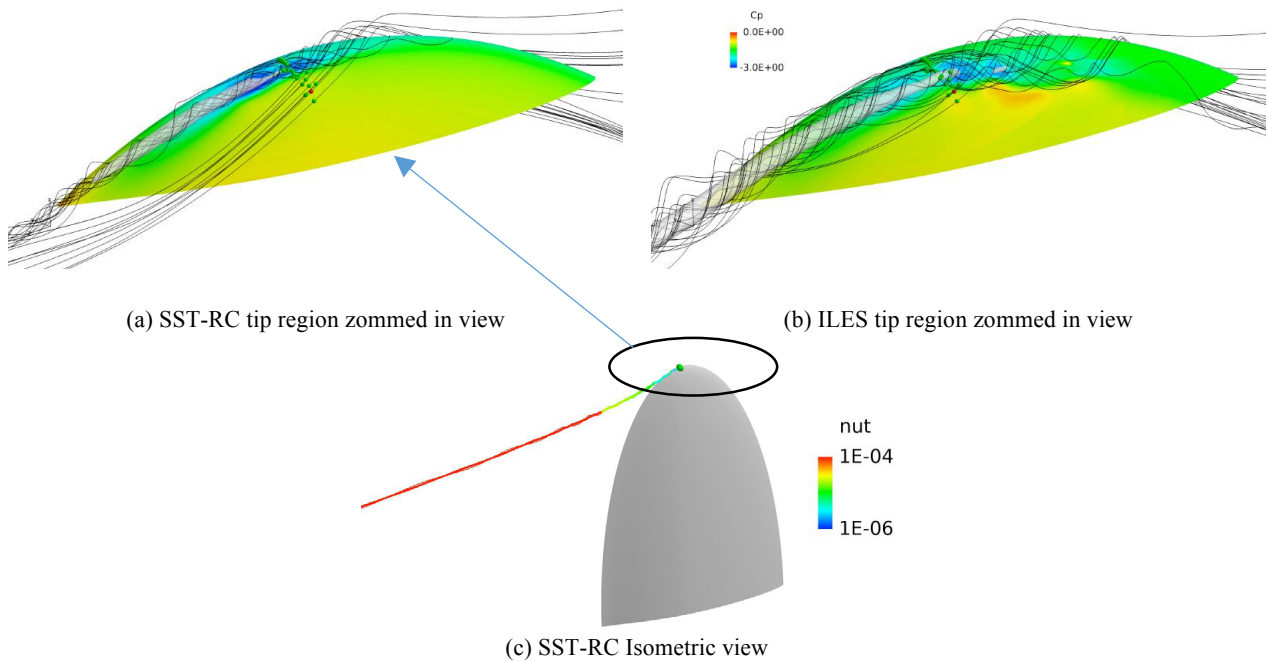 Cp
0.0E+00
-3.0E+00
(a) SST-RC tip region zommed in view
(b) ILES tip region zommed in view
nut
1E-04
1E-06
(c) SST-RC Isometric view